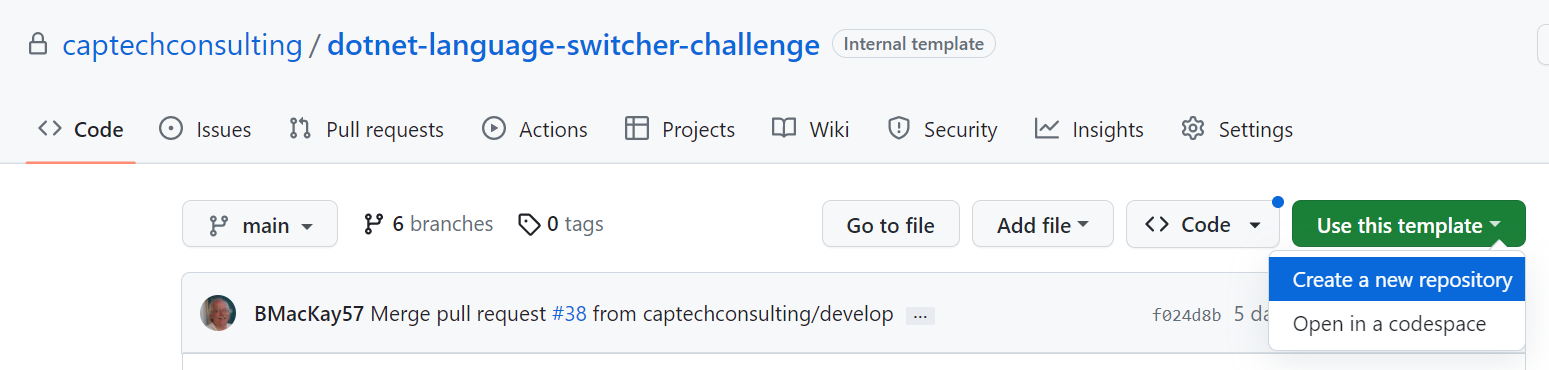 captechconsulting / dotnet-language-switcher-challenge Internal template
Code Issues Pull requests Actions Projects Wiki Security Insights Settings
main 6 branches 0 tags Go to file Add file Code Use this template
Create a new repository
BMacKay57 Merge pull request #38 from captechconsulting/develop ... f024d8b 5 da
Open in a codespace